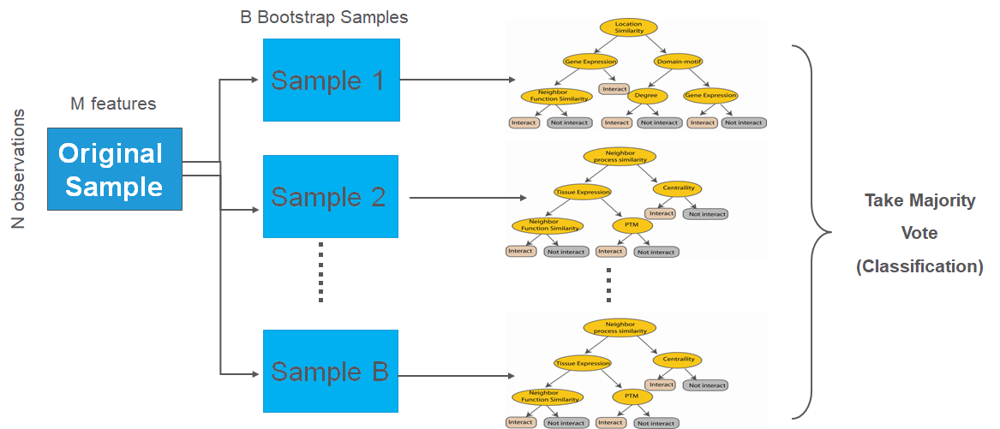 B Bootstrap Samples
M features
N observations
Original
Sample
Sample 1
Location
Similarity
Gene Expression
Domain-motif
Interact
Neighbor
Function Similarity
Degree
Gene Expression
Interact
Not interact
Interact
Not interact
Interact
Not interact
Sample 2
Neighbor
process similarity
Tissue Expression
Centraility
Interact
Not interact
Neighbor
Function Similarity
PTM
Interact
Not interact
Interact
Not interact
Sample B
Neighbor
process similarity
Tissue Expression
Centraility
Interact
Not interact
Neighbor
Function Similarity
PTM
Interact
Not interact
Interact
Not interact
Take Majority
Vote
(Classification)